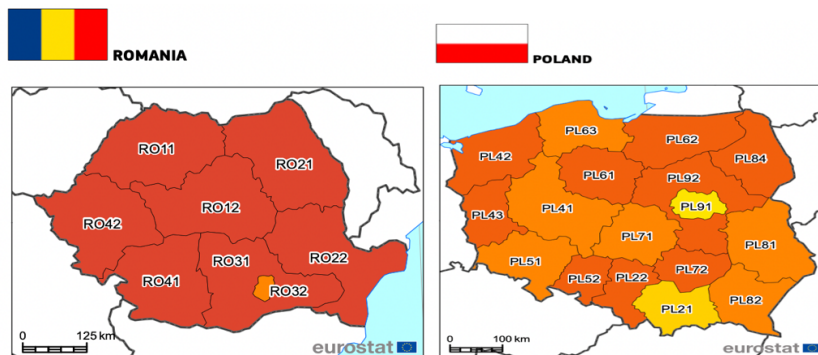 ROMANIA
POLAND
RO11
RO21
RO12
RO42
RO31
RO22
RO41
RO32
0 125 km
eurostat
PL63
PL62
PL42
PL84
PL61
PL92
PL43
PL41
PL91
PL71
PL81
PL51
PL52
PL22
PL72
PL21
PL82
0 100 km
eurostat